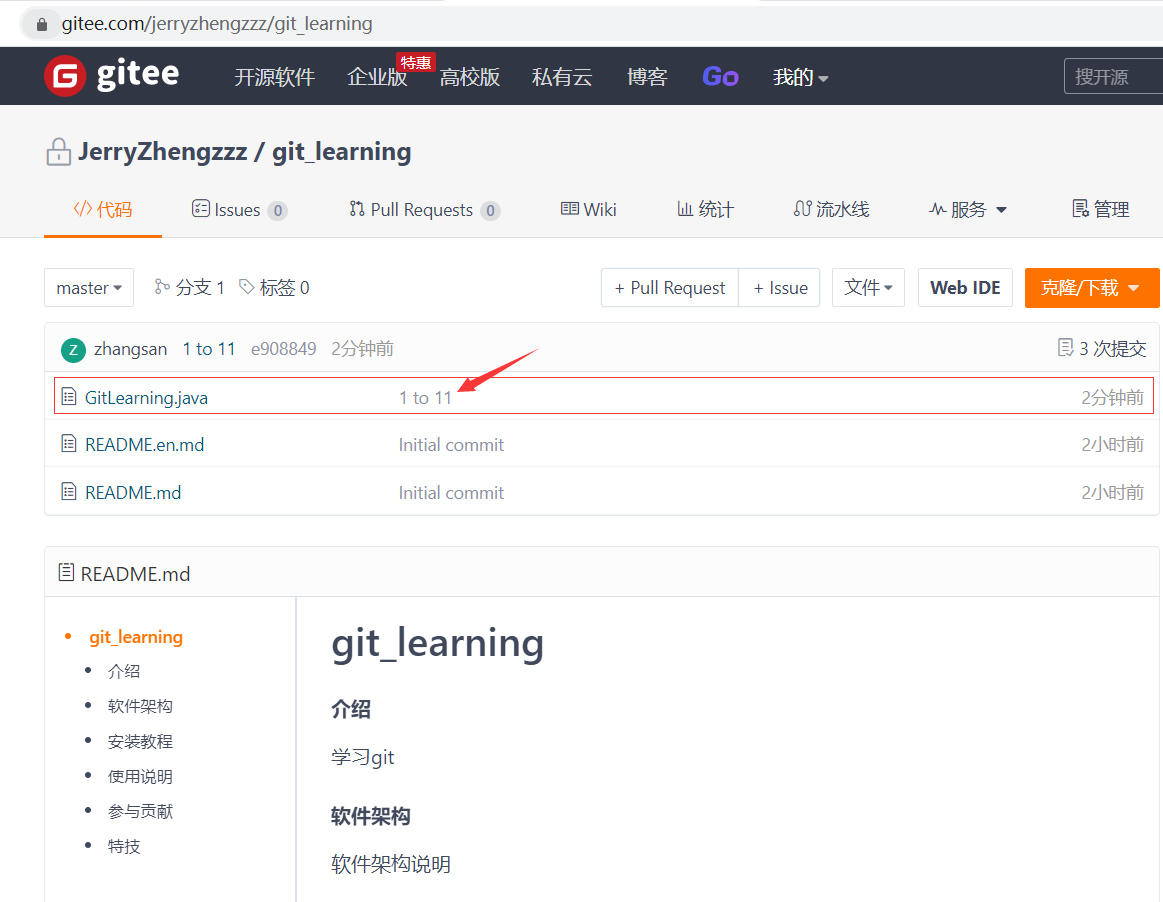 gitee.com/jerryzhengzzz/git_learning
gitee 开源软件 企业版 特惠 高校版 私有云 博客 Go 我的 搜开源
JerryZhengzzz / git_learning
代码 Issues 0 Pull Requests 0 Wiki 统计 流水线 服务 管理
master 分支 1 标签 0 + Pull Request + Issue 文件 Web IDE 克隆/下载
Z zhangsan 1 to 11 e908849 2分钟前 3 次提交
GitLearning.java 1 to 11 2分钟前
README.en.md Initial commit 2小时前
README.md Initial commit 2小时前
README.md
git_learning
介绍
软件架构
安装教程
使用说明
参与贡献
特技
git_learning
介绍
学习git
软件架构
软件架构说明